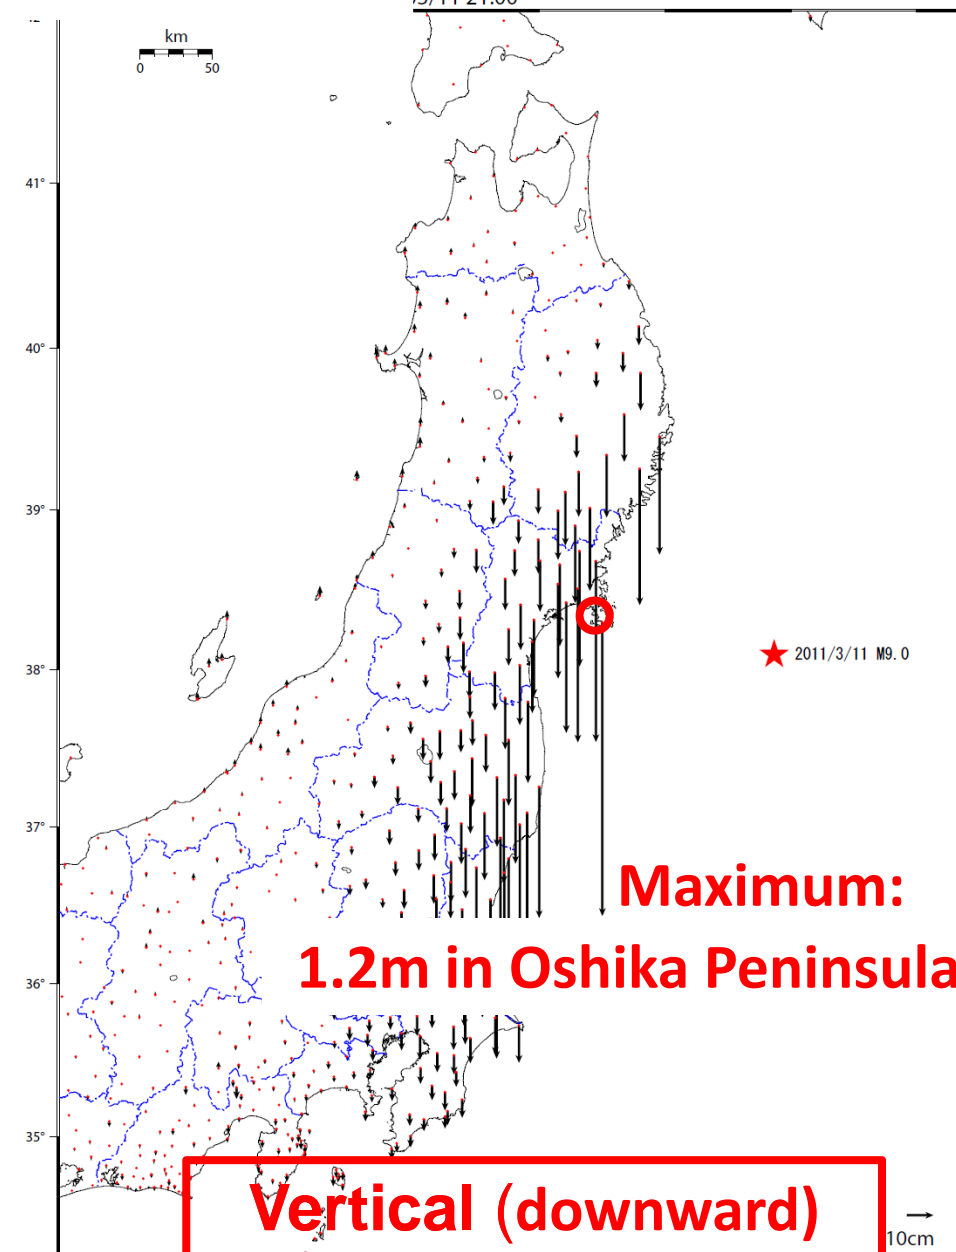 km
0 50
41°
40°
39°
38°
2011/3/11 M9.0
37°
Maximum:
1.2m in Oshika Peninsula
36°
35°
Vertical (downward)
10cm